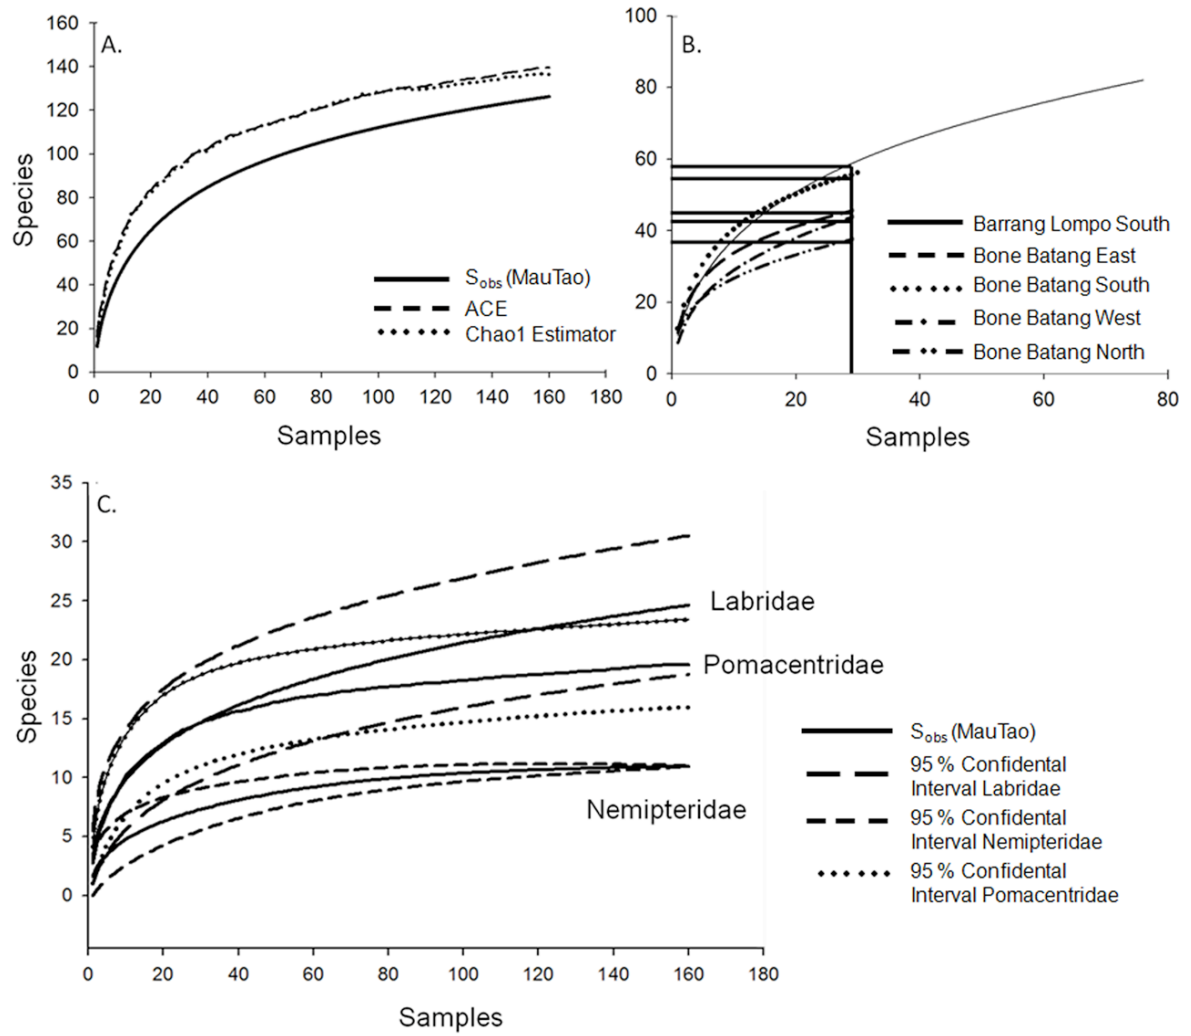 A.
Species
160
140
120
100
80
60
40
20
0
0 20 40 60 80 100 120 140 160 180
Samples
S obs (MauTao)
ACE
Chao1 Estimator
B.
100
80
60
40
20
0
0 20 40 60 80
Samples
Barrang Lompo South
Bone Batang East
Bone Batang South
Bone Batang West
Bone Batang North
C.
Species
35
30
25
20
15
10
5
0
0 20 40 60 80 100 120 140 160 180
Samples
Labridae
Pomacentridae
Nemipteridae
S obs (MauTao)
95 % Confidental
Interval Labridae
95 % Confidental
Interval Nemipteridae
95 % Confidental
Interval Pomacentridae